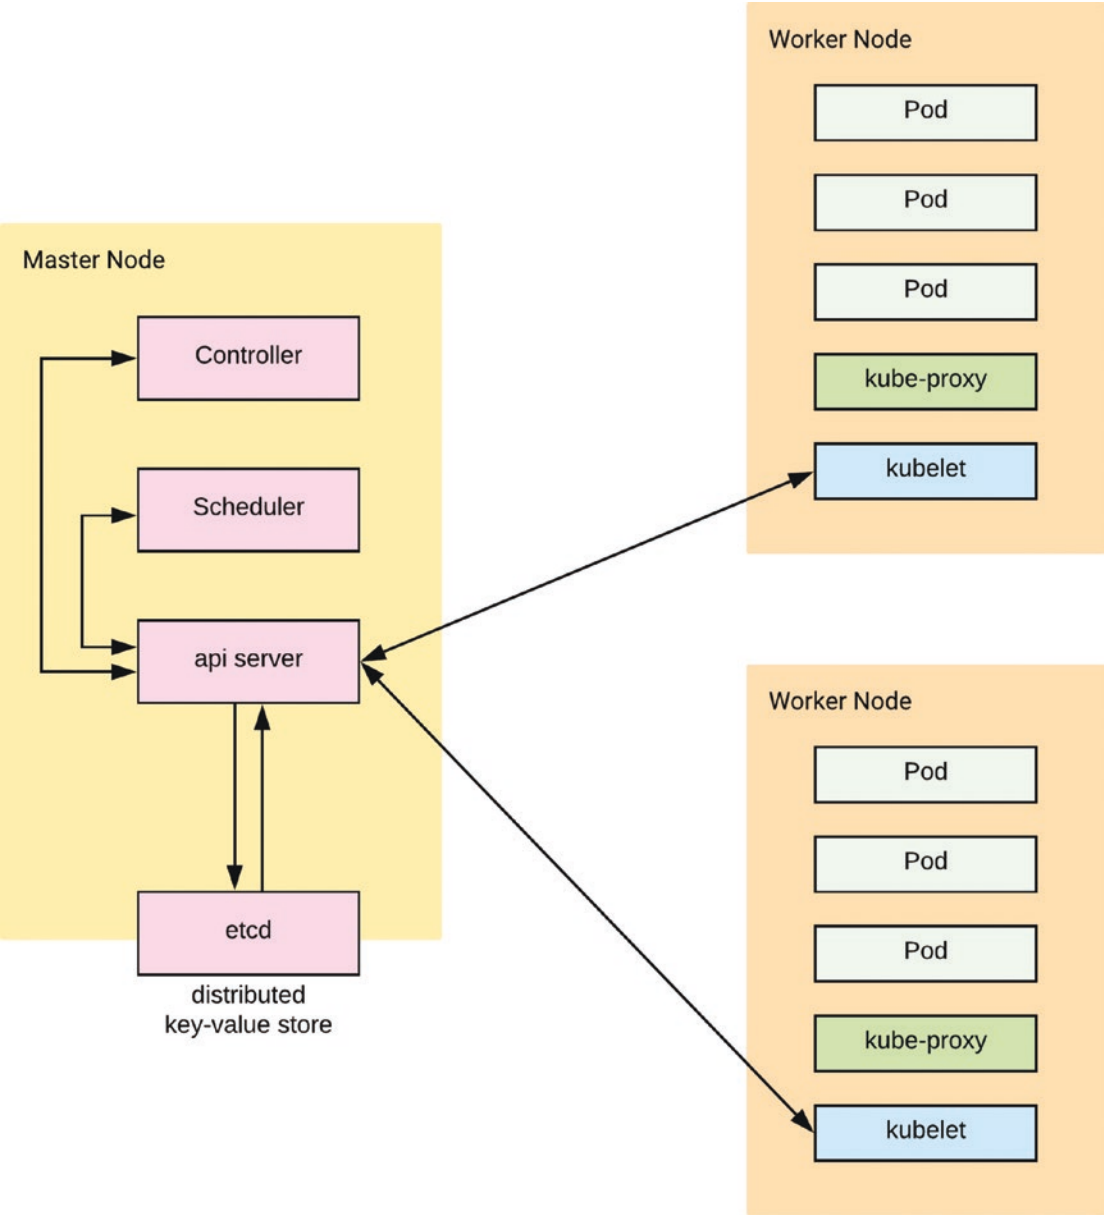 Master Node
Controller
Scheduler
api server
etcd
distributed
key-value store
Worker Node
Pod
Pod
Pod
kube-proxy
kubelet
Worker Node
Pod
Pod
Pod
kube-proxy
kubelet